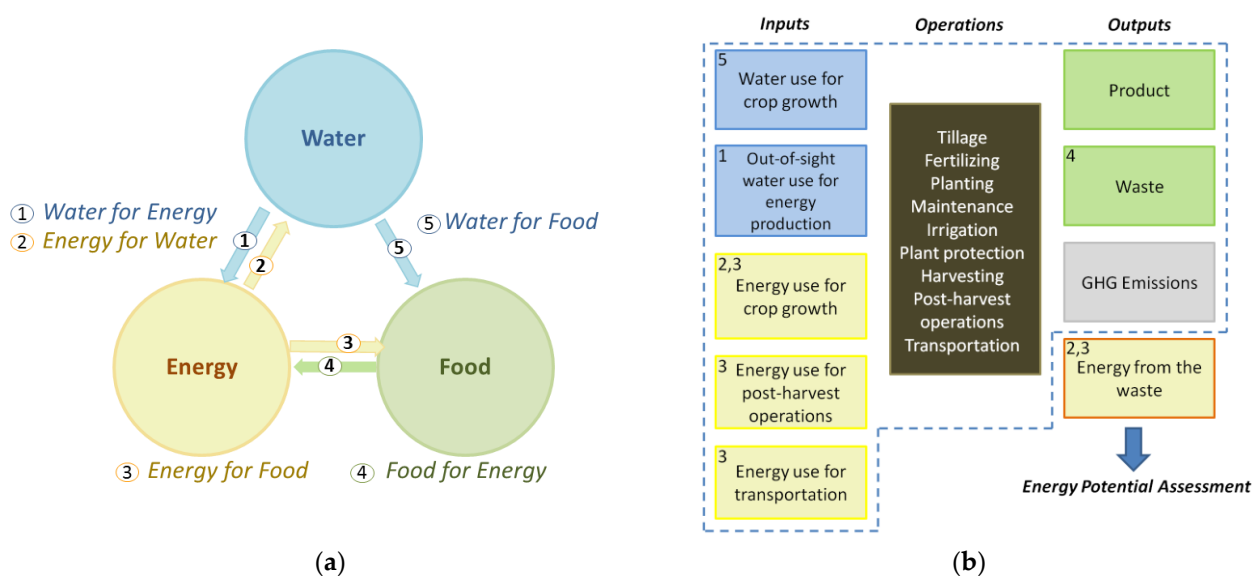 Water
1 Water for Energy
2 Energy for Water
5 Water for Food
1
2
5
3
4
Energy
Food
3 Energy for Food
4 Food for Energy
(a)
Inputs
Operations
Outputs
5
Water use for
crop growth
1
Out-of-sight
water use for
energy
production
2,3
Energy use for
crop growth
3
Energy use for
post-harvest
operations
3
Energy use for
transportation
Tillage
Fertilizing
Planting
Maintenance
Irrigation
Plant protection
Harvesting
Post-harvest
operations
Transportation
Product
4
Waste
GHG Emissions
2,3
Energy from the
waste
Energy Potential Assessment
(b)